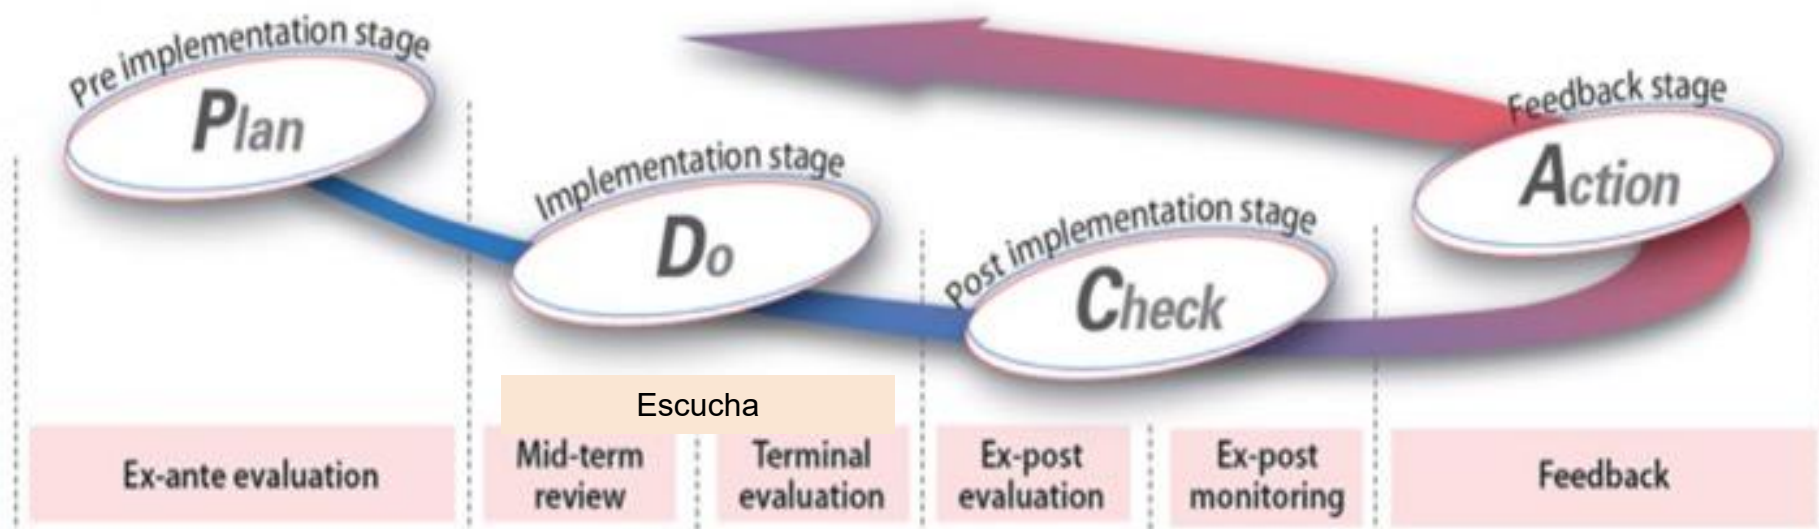 Pre implementation stage
Plan
Implementation stage
Do
Post implementation stage
Check
Feedback stage
Action
Escucha
Ex-ante evaluation
Mid-term
review
Terminal
evaluation
Ex-post
evaluation
Ex-post
monitoring
Feedback